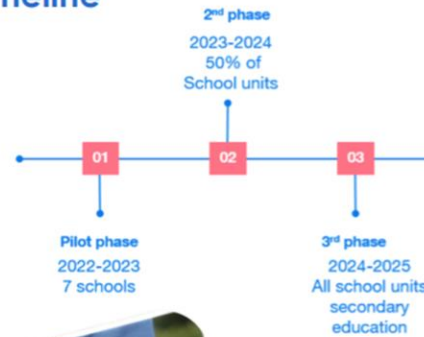 2nd phase
2023-2024
50% of
School units
01
02
03
Pilot phase
2022-2023
7 schools
3rd phase
2024-2025
All school units
secondary
education